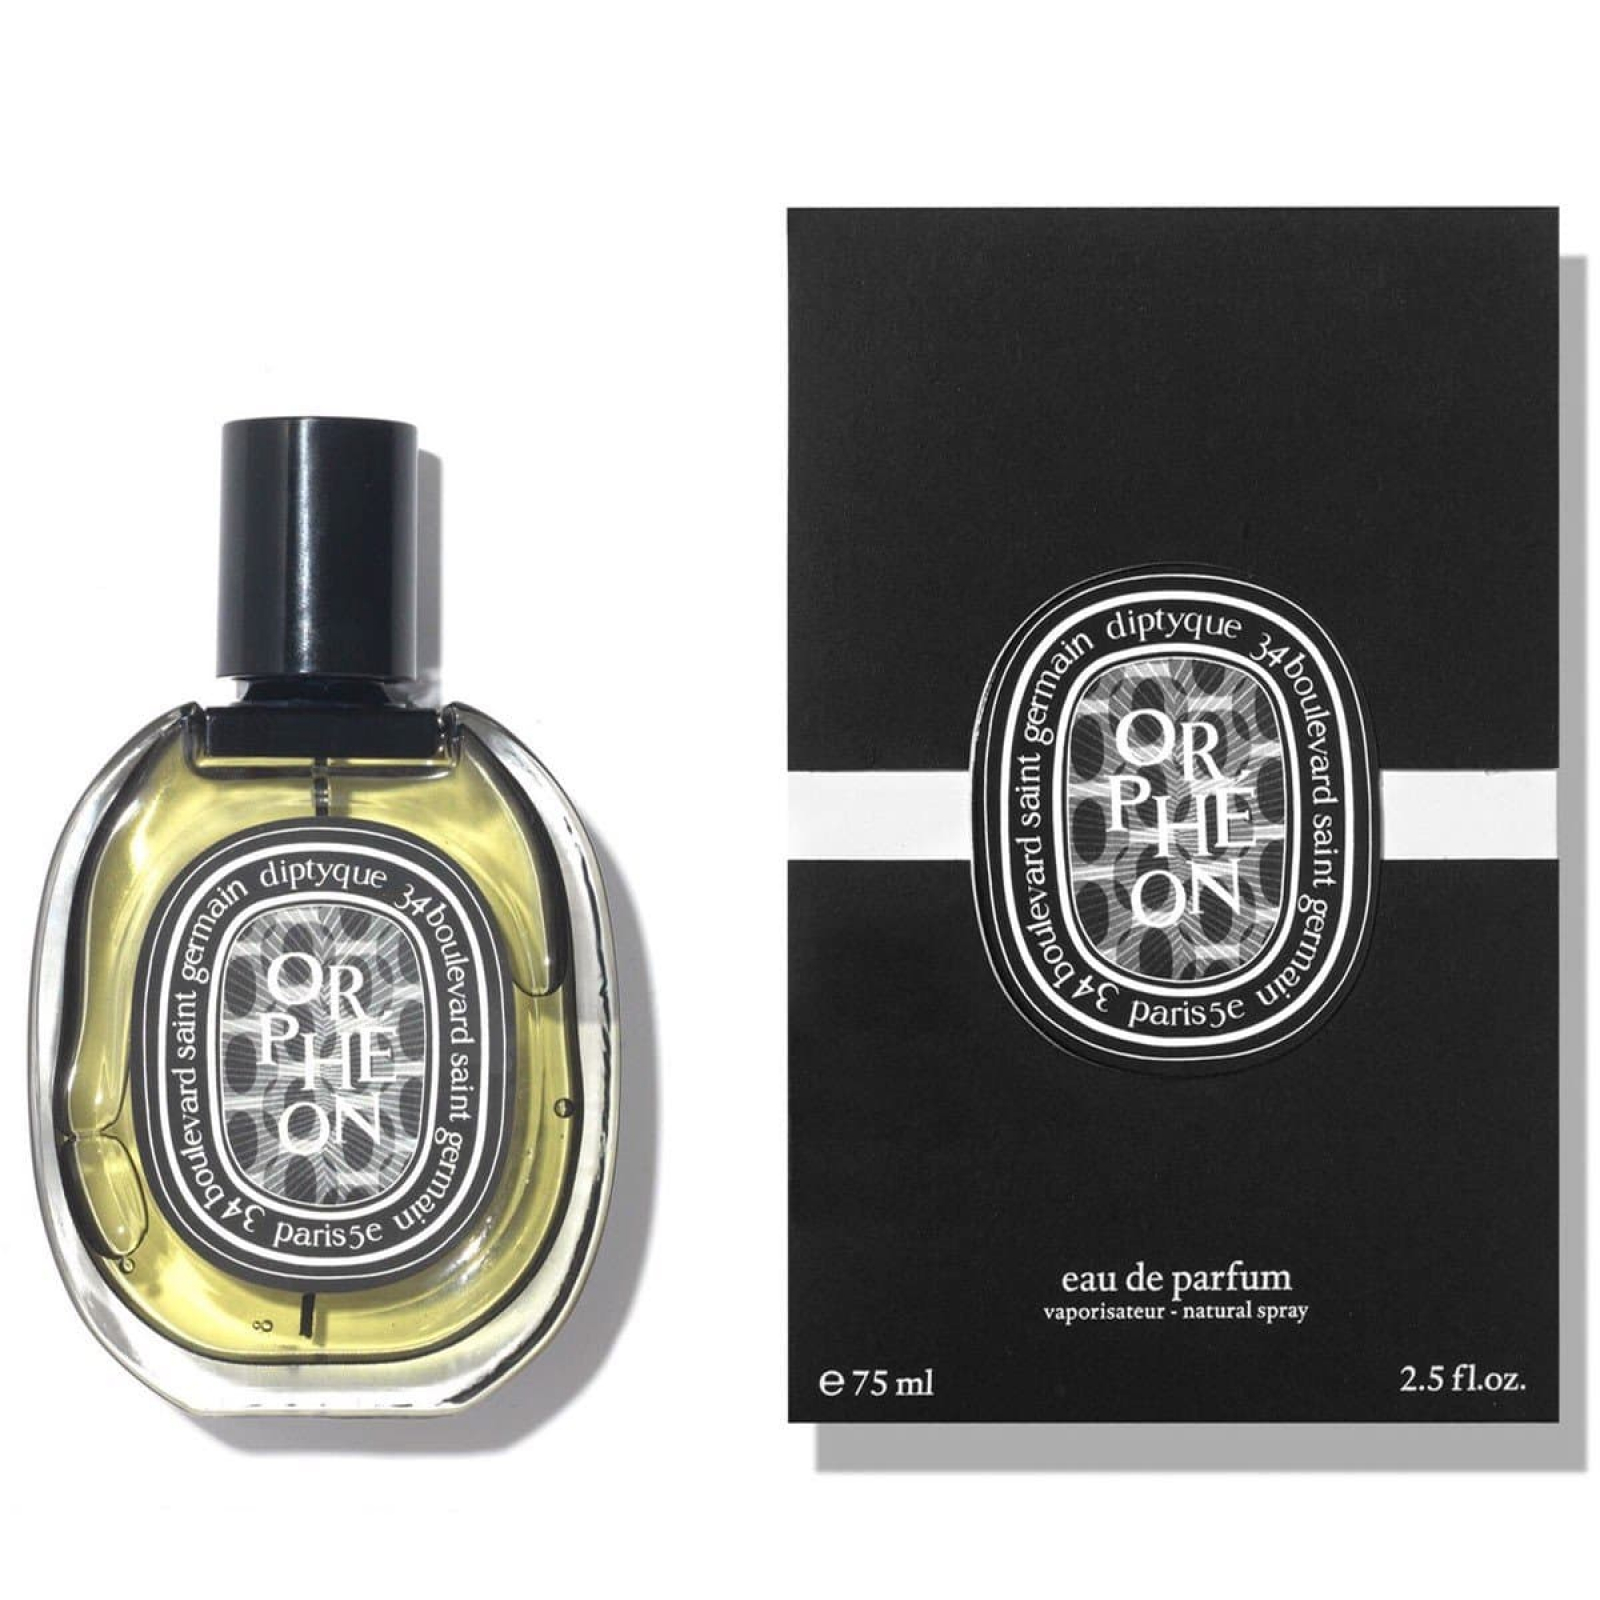 diptyque 34 boulevard saint germain paris 5e 34 boulevard saint germain
OR
PHÉ
ON
diptyque 34 boulevard saint germain paris 5e 34 boulevard saint germain
OR
PHÉ
ON
eau de parfum
vaporisateur - natural spray
e 75 ml
2.5 fl.oz.